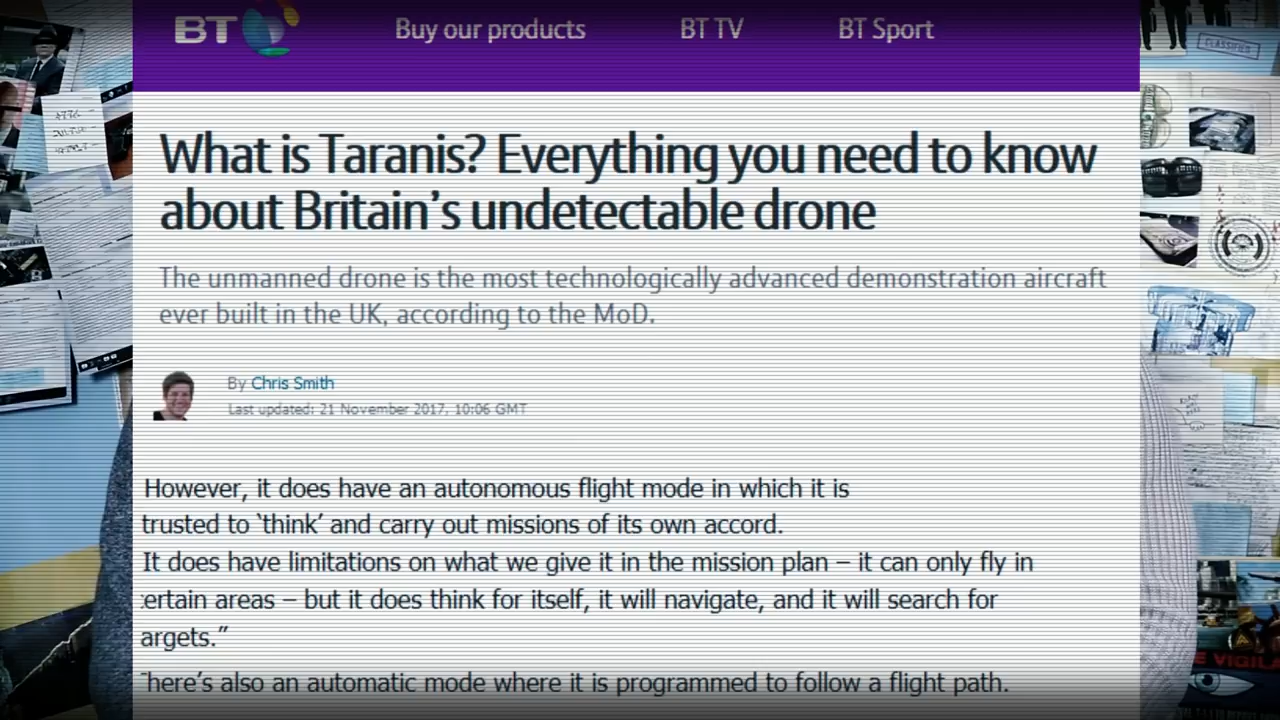 BT
Buy our products
BT TV
BT Sport
CLASSIFIED
What is Taranis? Everything you need to know
about Britain’s undetectable drone
The unmanned drone is the most technologically advanced demonstration aircraft
ever built in the UK, according to the MoD.
By Chris Smith
Last updated: 21 November 2017, 10:06 GMT
However, it does have an autonomous flight mode in which it is
trusted to ‘think’ and carry out missions of its own accord.
It does have limitations on what we give it in the mission plan – it can only fly in
ertain areas – but it does think for itself, it will navigate, and it will search for
argets.”
here’s also an automatic mode where it is programmed to follow a flight path.